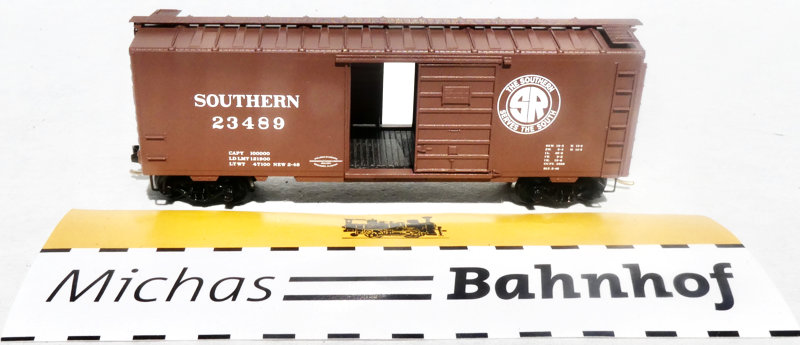 SOUTHERN
23489
CAPY 100000
LD LMT 121900
LT WT 47100 NEW 2-48
THE SOUTHERN
SR
SERVES THE SOUTH
Michas Bahnhof